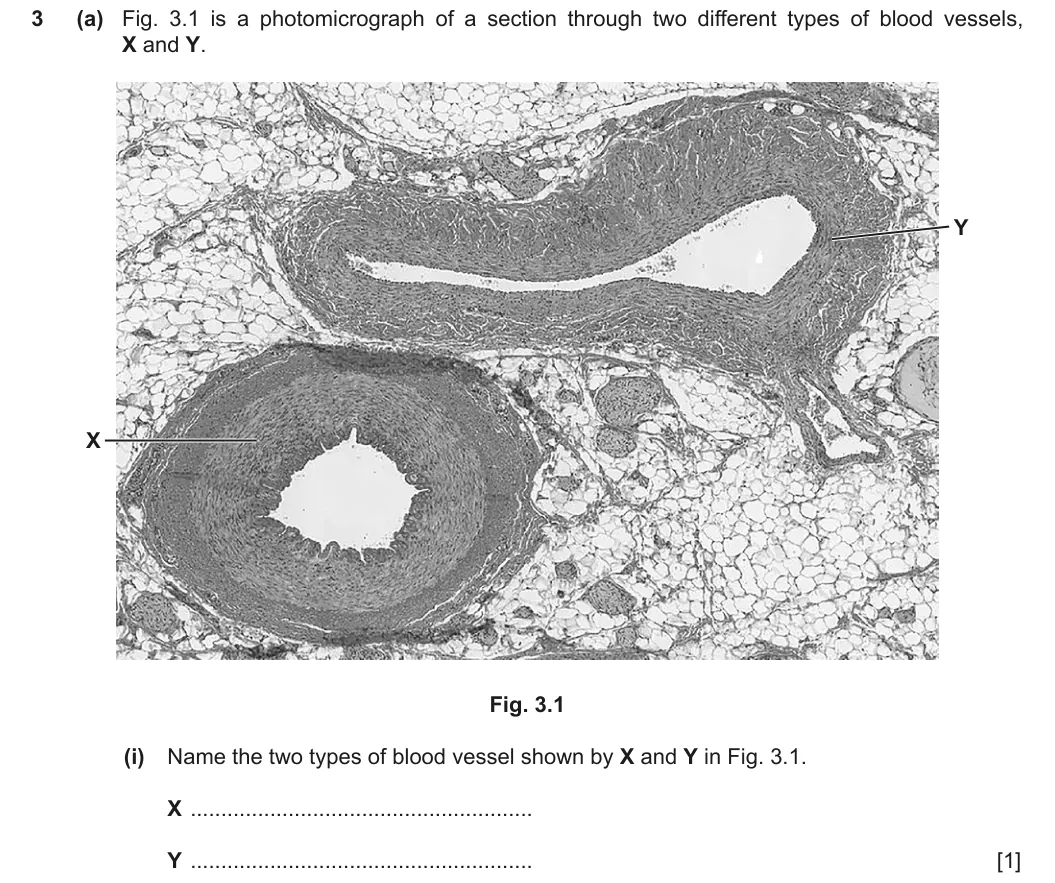 3 (a) Fig. 3.1 is a photomicrograph of a section through two different types of blood vessels,
X and Y.
Y
X
Fig. 3.1
(i) Name the two types of blood vessel shown by X and Y in Fig. 3.1.
X ........................................................
Y ........................................................ [1]